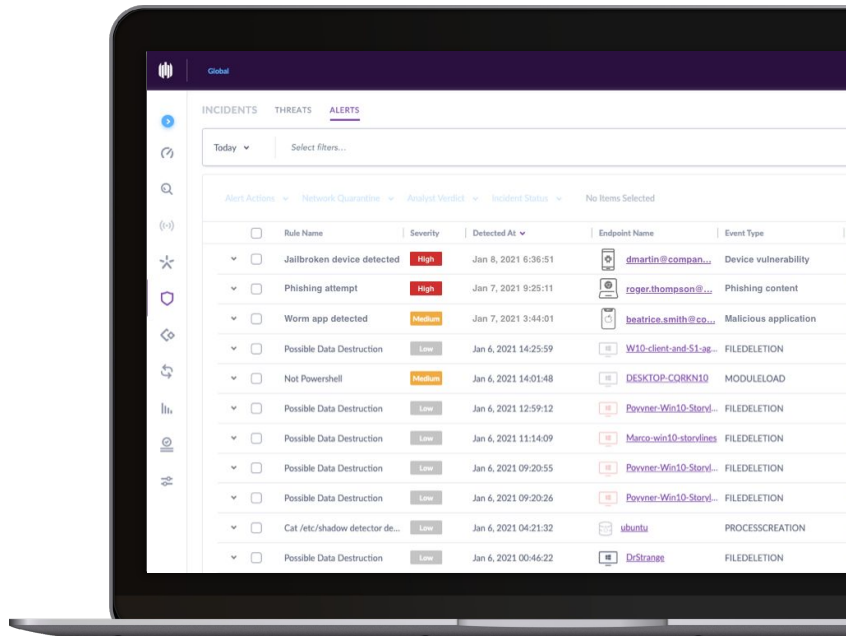 Global
INCIDENTS THREATS ALERTS
Today Select filters...
Alert Actions Network Quarantine Analyst Verdict Incident Status No Items Selected
Rule Name Severity Detected At Endpoint Name Event Type
Jailbroken device detected High Jan 8, 2021 6:36:51 dmartin@compan... Device vulnerability
Phishing attempt High Jan 7, 2021 9:25:11 roger.thompson@... Phishing content
Worm app detected Medium Jan 7, 2021 3:44:01 beatrice.smith@co... Malicious application
Possible Data Destruction Low Jan 6, 2021 14:25:59 W10-client-and-S1-ag... FILEDELETION
Not Powershell Medium Jan 6, 2021 14:01:48 DESKTOP-CQRKN10 MODULELOAD
Possible Data Destruction Low Jan 6, 2021 12:59:12 Povyner-Win10-Storyl... FILEDELETION
Possible Data Destruction Low Jan 6, 2021 11:14:09 Marco-win10-storylines FILEDELETION
Possible Data Destruction Low Jan 6, 2021 09:20:55 Povyner-Win10-Storyl... FILEDELETION
Possible Data Destruction Low Jan 6, 2021 09:20:26 Povyner-Win10-Storyl... FILEDELETION
Cat /etc/shadow detector de... Low Jan 6, 2021 04:21:32 ubuntu PROCESSCREATION
Possible Data Destruction Low Jan 6, 2021 00:46:22 DrStrange FILEDELETION